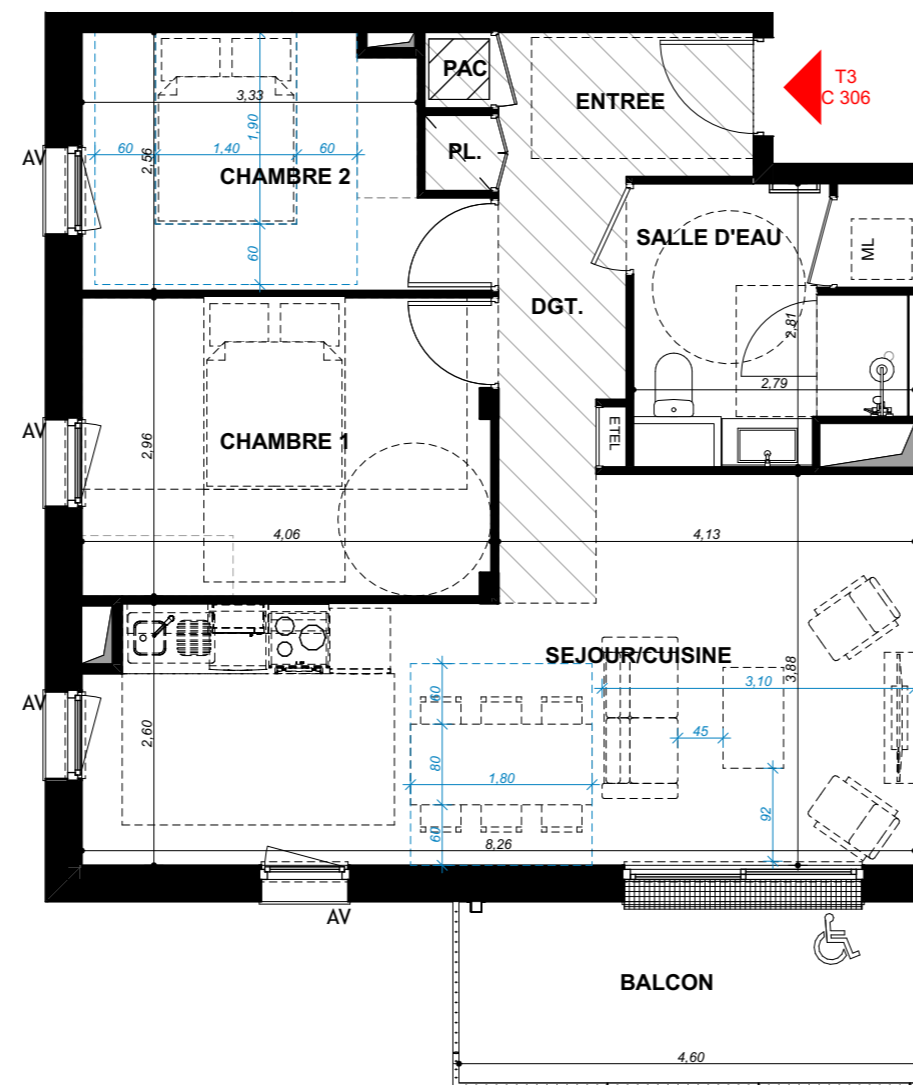 PAC
ENTREE
T3
C 306
3,33
1,90
AV
60
1.40
60
2,56
PL.
CHAMBRE 2
60
SALLE D'EAU
ML
DGT.
2,81
2,79
AV
CHAMBRE 1
2,96
ETEL
4,06
4,13
SEJOUR/CUISINE
3,88
3,10
AV
60
2,60
45
80
1.80
92
60
8,26
AV
BALCON
4,60